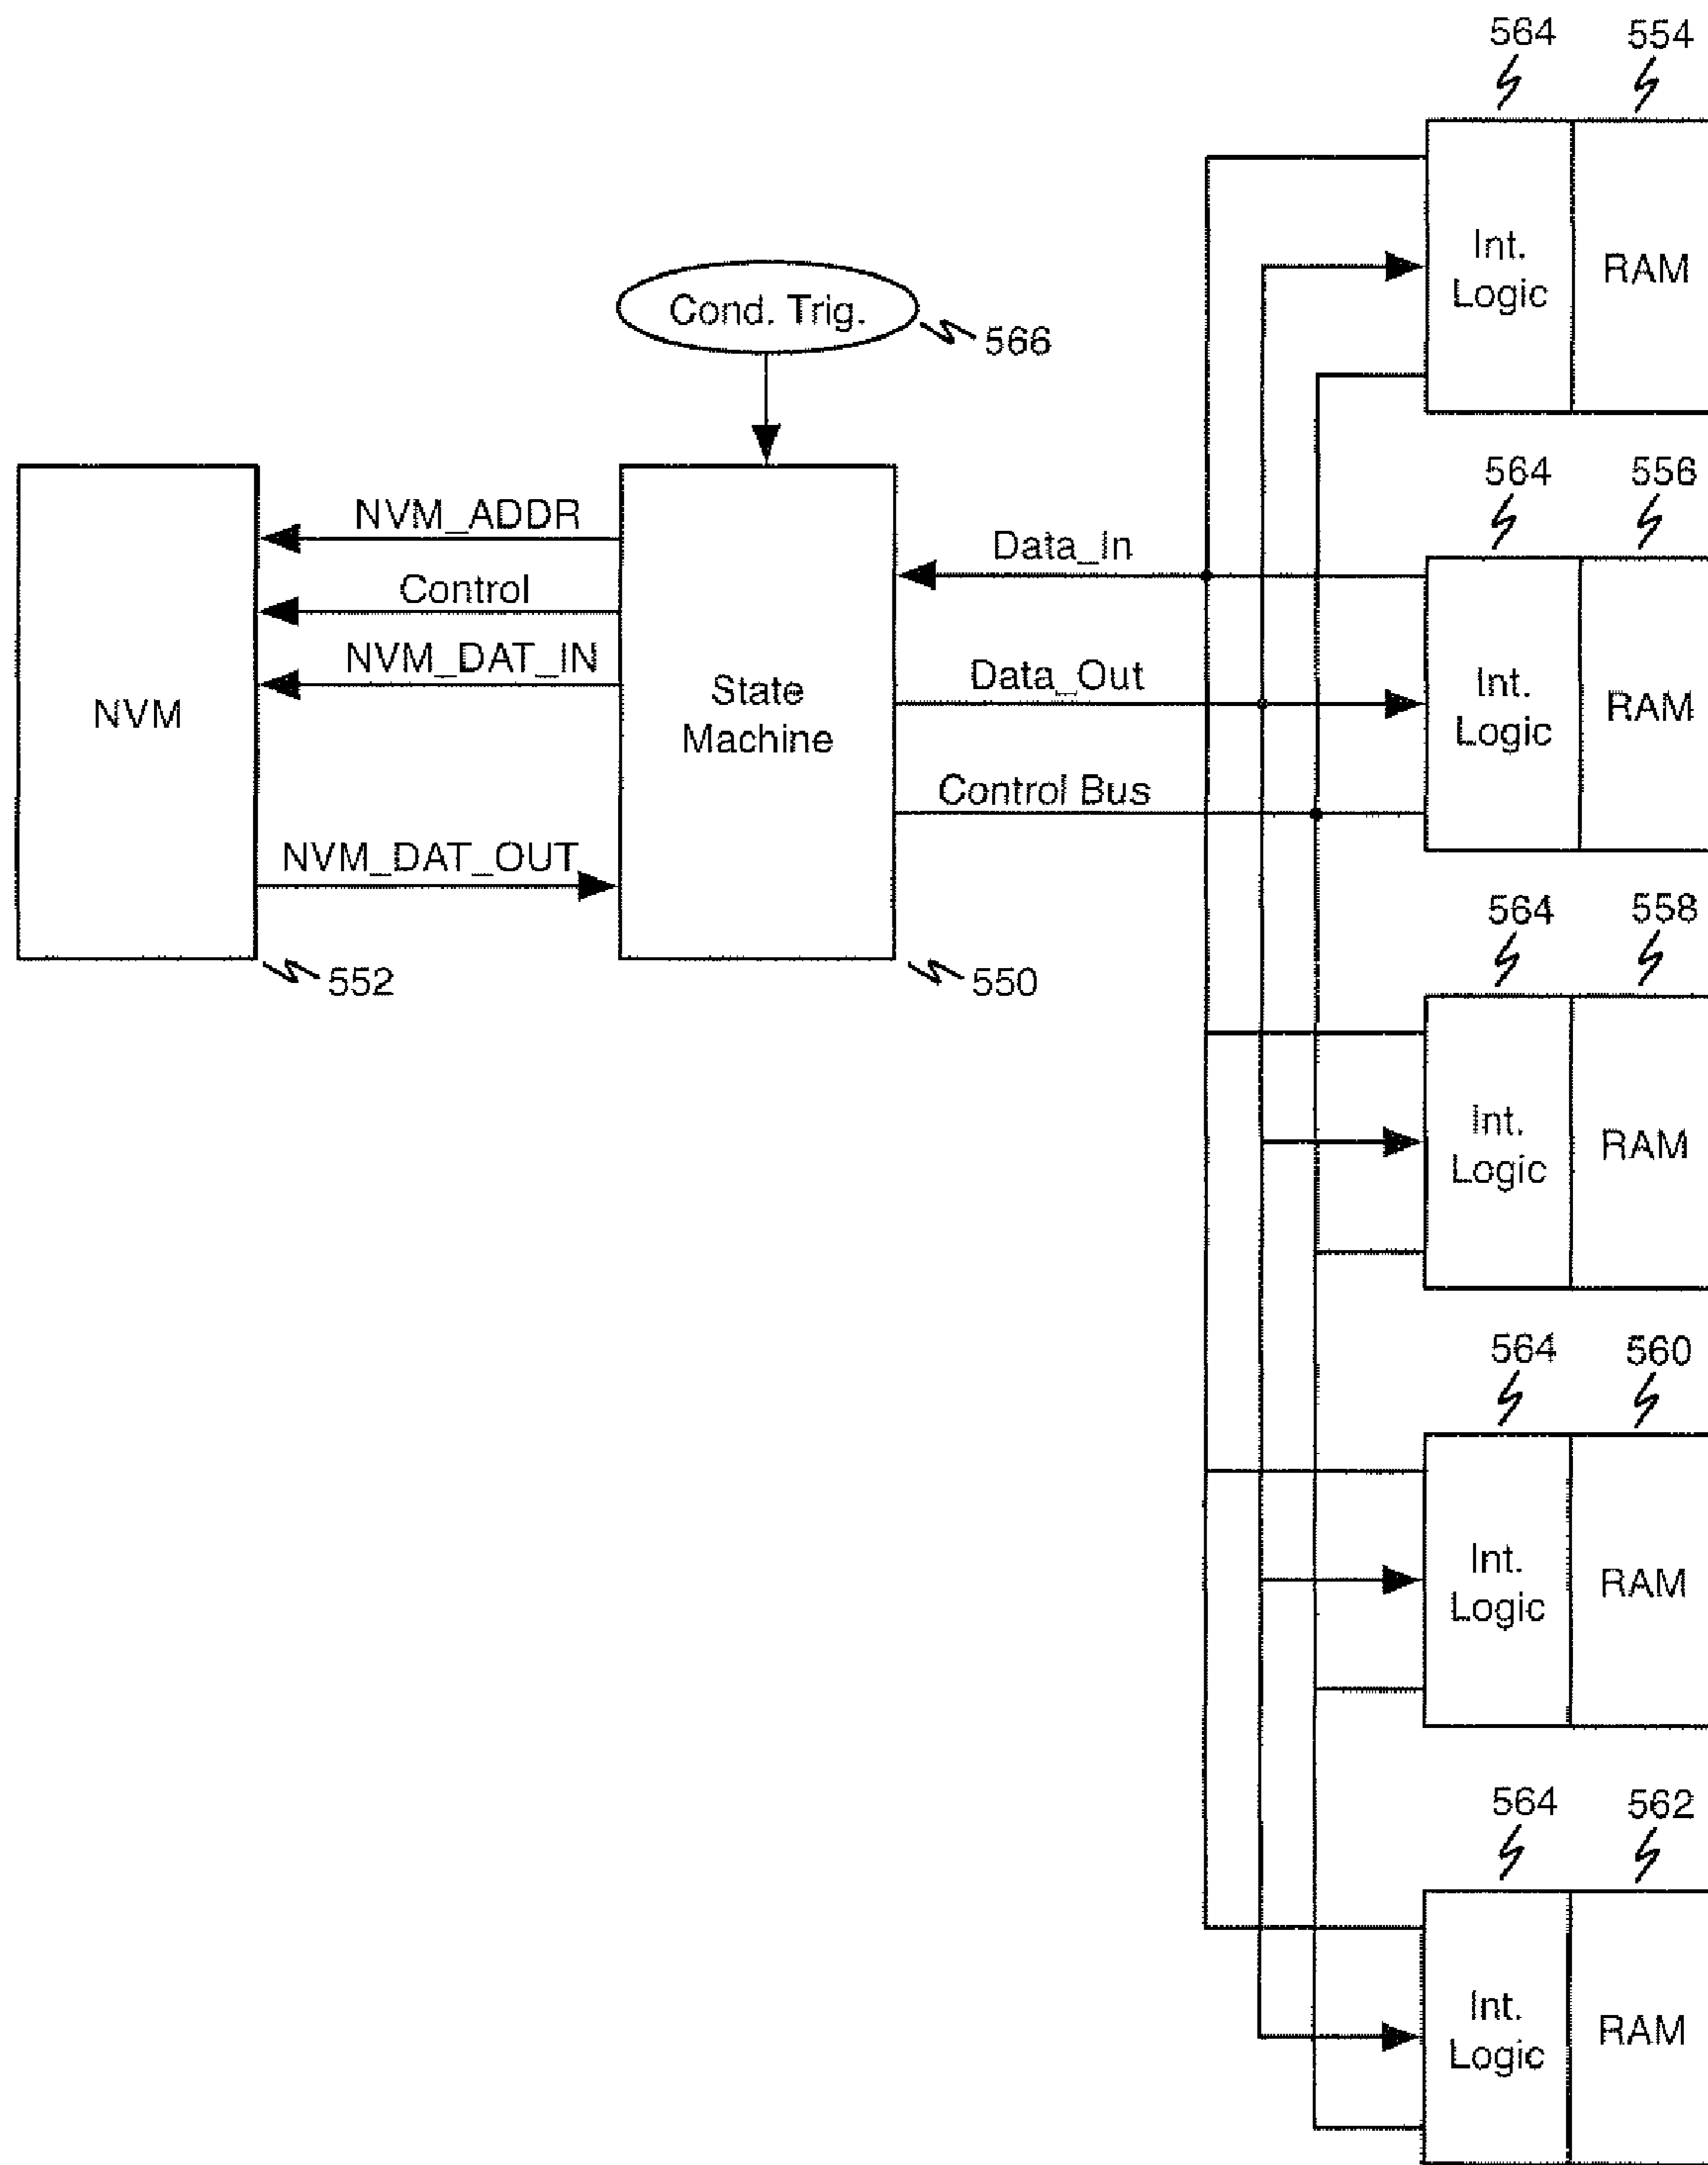 564 554
Int.
Logic
RAM
Cond. Trig.
566
564 556
NVM_ADDR
Control
NVM_DAT_IN
NVM
NVM_DAT_OUT
552
State
Machine
550
Data_In
Data_Out
Control Bus
Int.
Logic
RAM
564 558
Int.
Logic
RAM
564 560
Int.
Logic
RAM
564 562
Int.
Logic
RAM